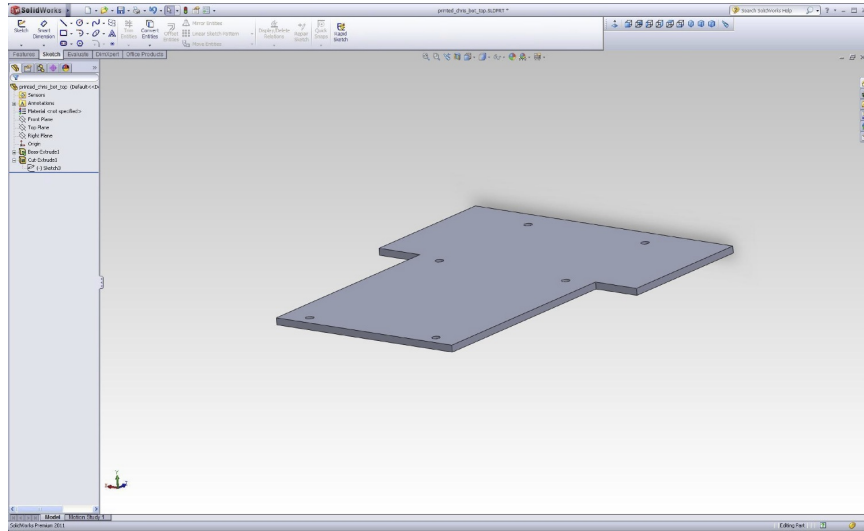 SolidWorks
printed_chris_bot_top.SLDPRT *
Search SolidWorks Help
Sketch
Smart Dimension
Trim Entities
Convert Entities
Offset Entities
Mirror Entities
Linear Sketch Pattern
Move Entities
Display/Delete Relations
Repair Sketch
Quick Snaps
Rapid Sketch
Features Sketch Evaluate DimXpert Office Products
printed_chris_bot_top (Default<<D
Sensors
Annotations
Material <not specified>
Front Plane
Top Plane
Right Plane
Origin
Boss-Extrude1
Cut-Extrude1
(-) Sketch3
Model Motion Study 1
SolidWorks Premium 2011
Editing Part